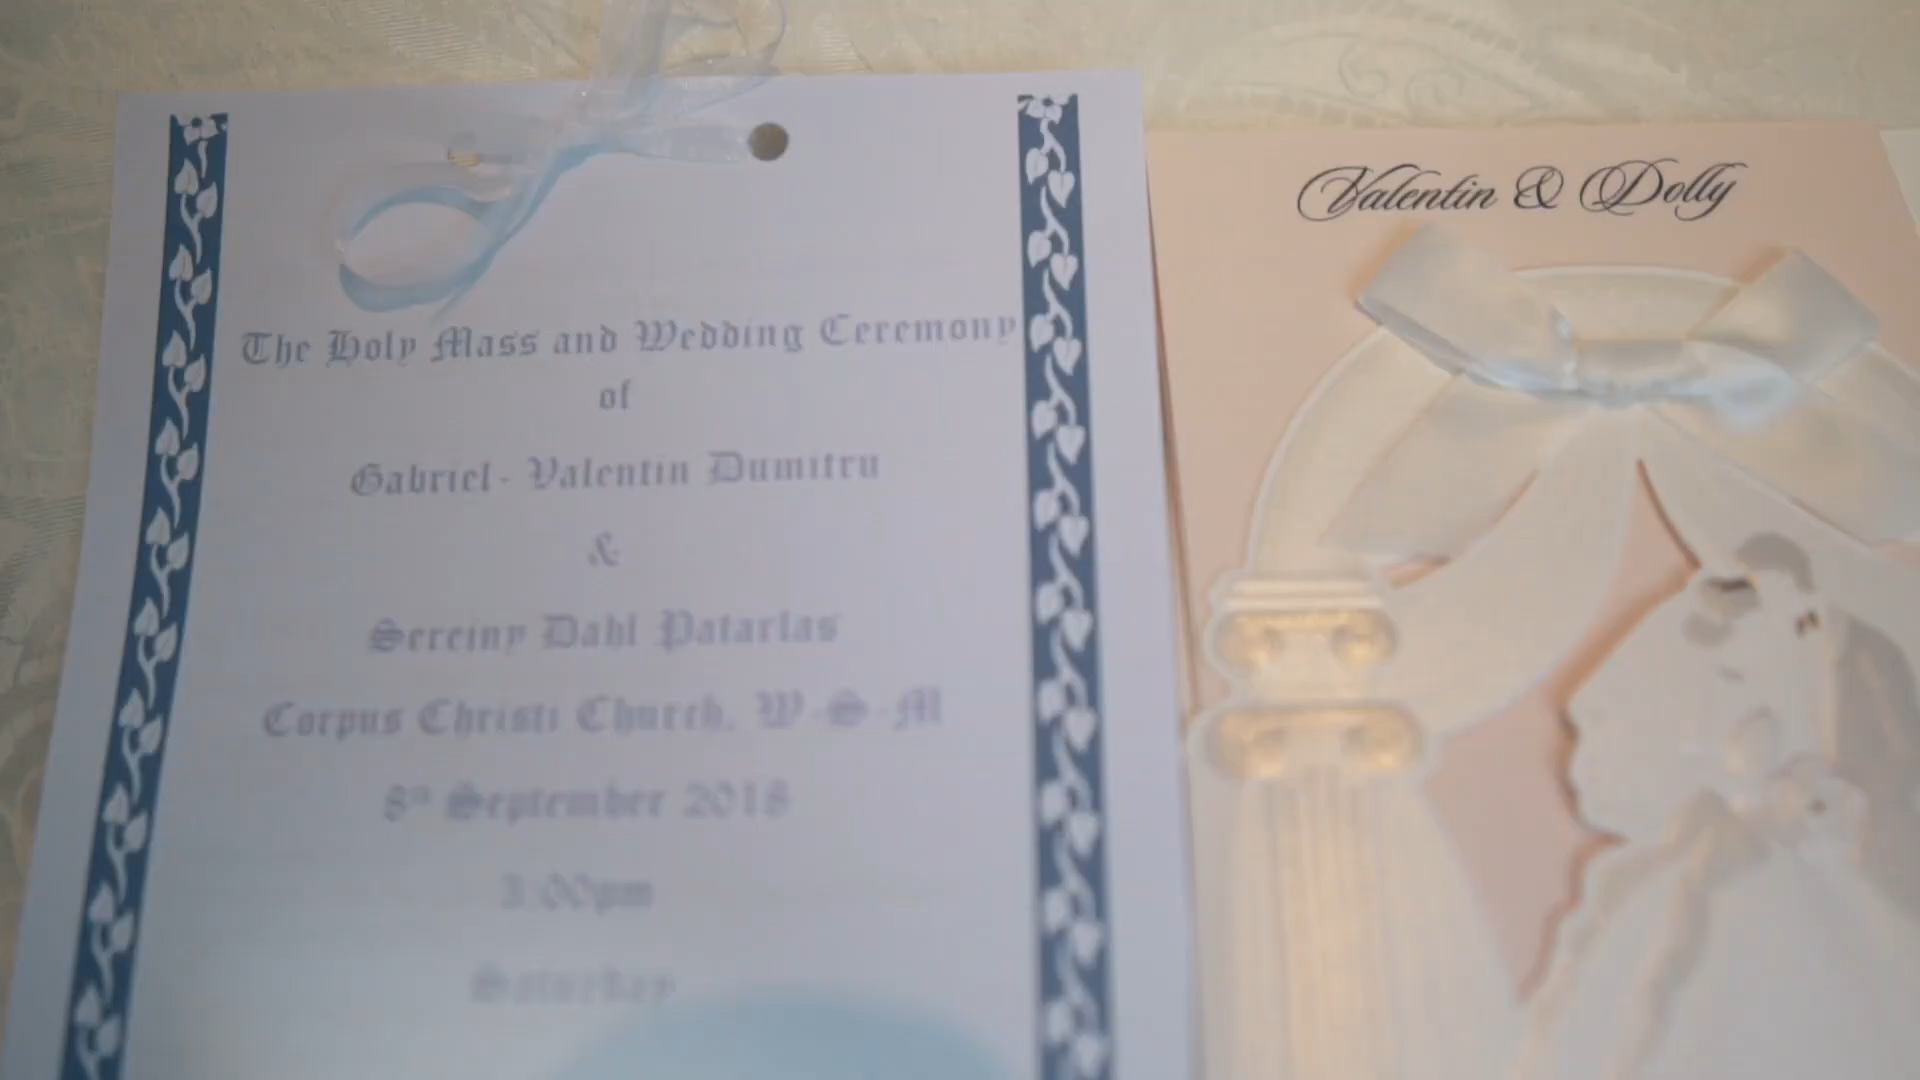 The Holy Mass and Wedding Ceremony
of
Gabriel- Valentin Dumitru
&
Sereiny Dahl Patarlas
Corpus Christi Church, W-S-M
8th September 2018
3:00pm
Saturday
Valentin & Dolly